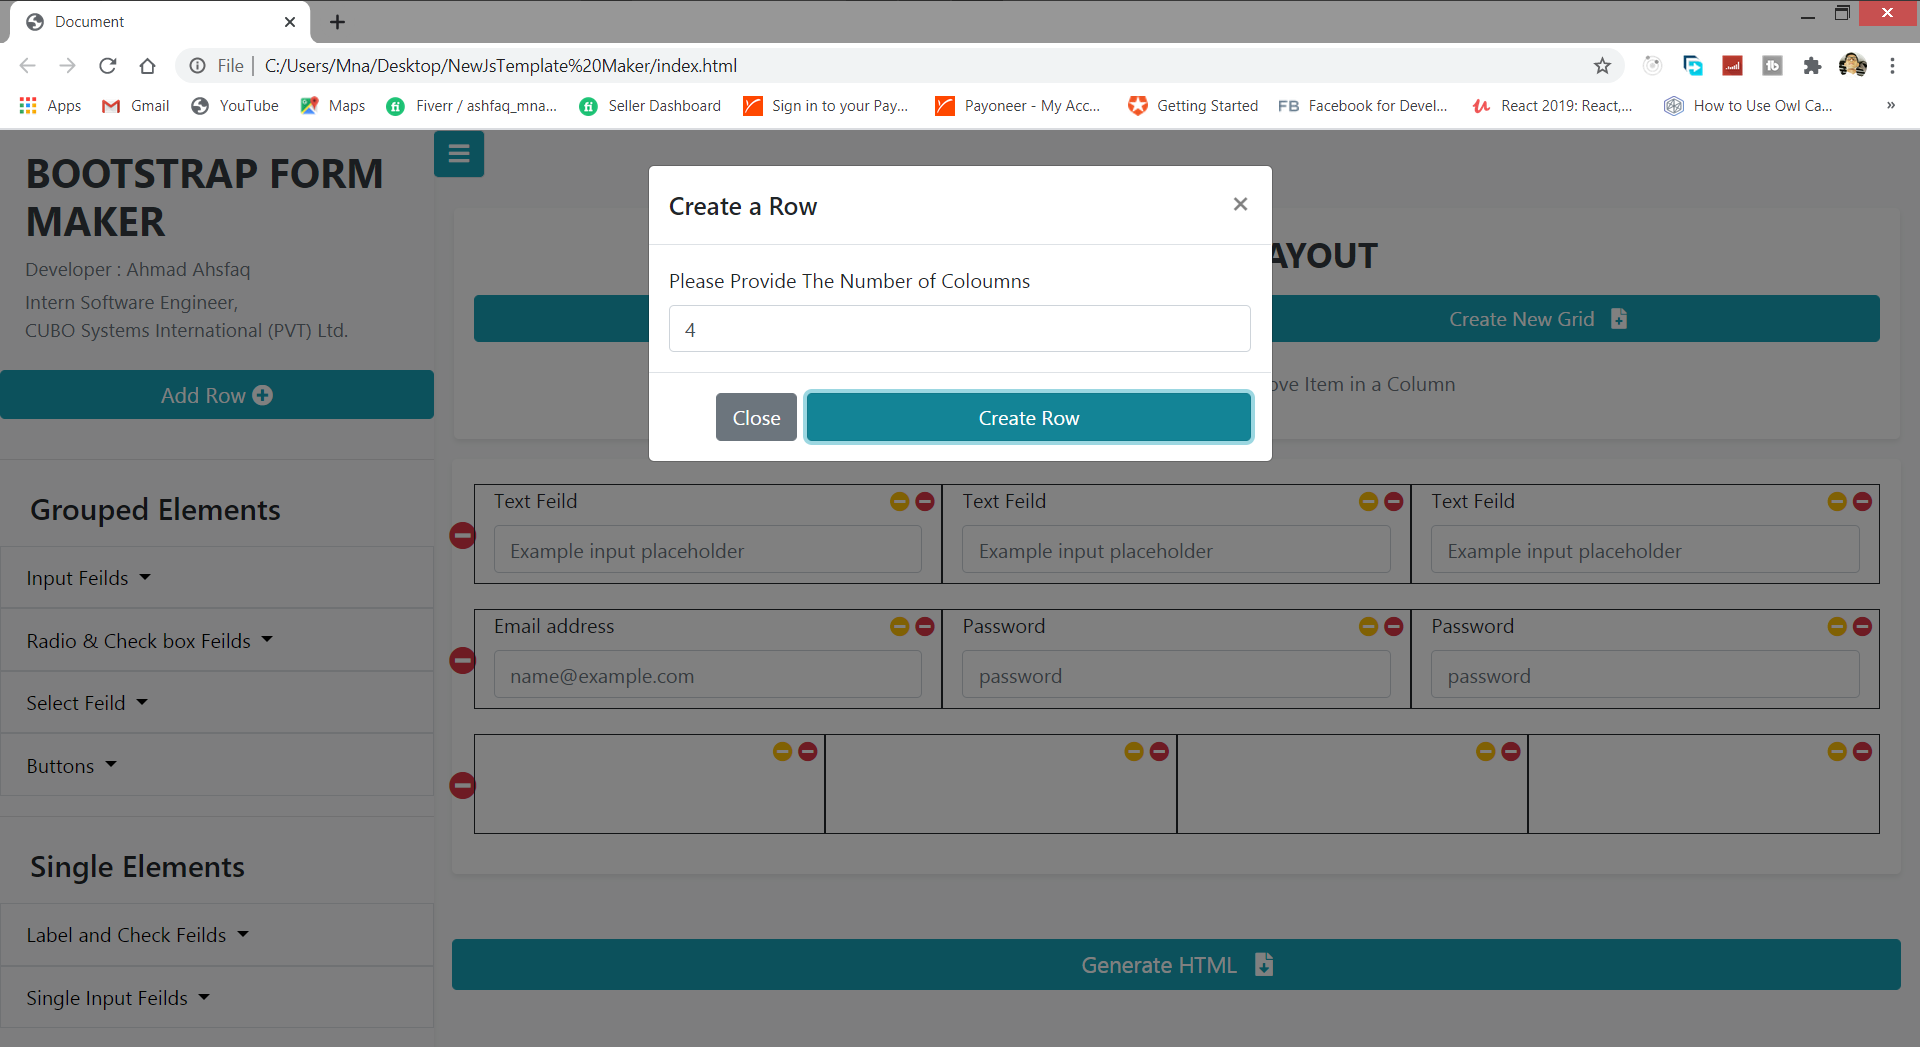 Document
File
C:/Users/Mna/Desktop/NewJsTemplate%20Maker/index.html
Apps
Gmail
YouTube
Maps
Fiverr / ashfaq_mna...
Seller Dashboard
Sign in to your Pay...
Payoneer - My Acc...
Getting Started
FB Facebook for Devel...
React 2019: React,...
How to Use Owl Ca...
BOOTSTRAP FORM
MAKER
Developer : Ahmad Ahsfaq
Intern Software Engineer,
CUBO Systems International (PVT) Ltd.
Add Row
Grouped Elements
Input Feilds
Radio & Check box Feilds
Select Feild
Buttons
Single Elements
Label and Check Feilds
Single Input Feilds
Create a Row
×
Please Provide The Number of Coloumns
4
Close
Create Row
AYOUT
Create New Grid
ove Item in a Column
Text Feild
Text Feild
Text Feild
Example input placeholder
Example input placeholder
Example input placeholder
Email address
Password
Password
name@example.com
password
password
Generate HTML